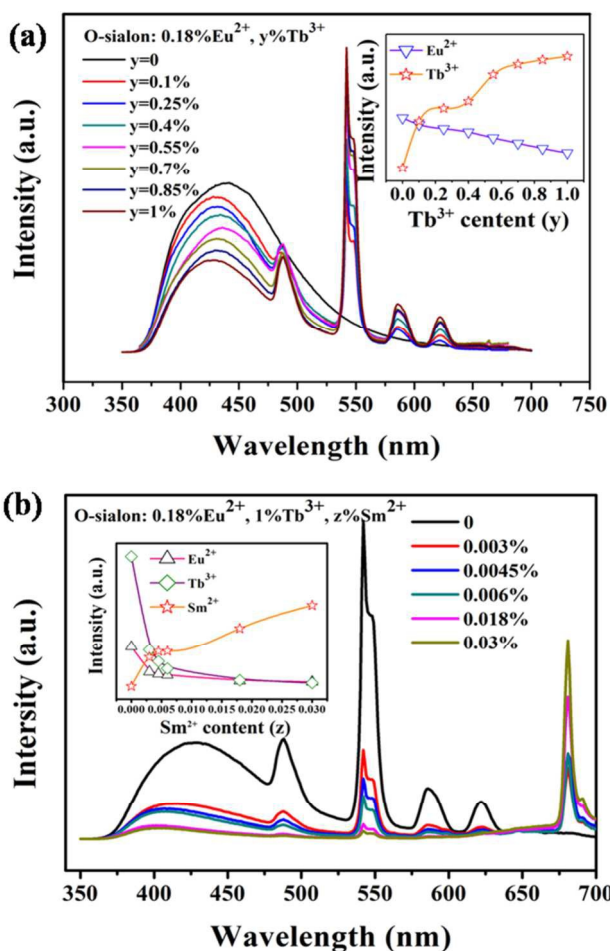 (a)
O-sialon: 0.18%Eu²⁺, y%Tb³⁺
y=0
y=0.1%
y=0.25%
y=0.4%
y=0.55%
y=0.7%
y=0.85%
y=1%
Eu²⁺
Tb³⁺
Intensity (a.u.)
0.0 0.2 0.4 0.6 0.8 1.0
Tb³⁺ centent (y)
Intensity (a.u.)
300 350 400 450 500 550 600 650 700 750
Wavelength (nm)
(b)
O-sialon: 0.18%Eu²⁺, 1%Tb³⁺, z%Sm²⁺
0
0.003%
0.0045%
0.006%
0.018%
0.03%
Eu²⁺
Tb³⁺
Sm²⁺
Intensity (a.u.)
0.000 0.005 0.010 0.015 0.020 0.025 0.030
Sm²⁺ content (z)
Intersity (a.u.)
350 400 450 500 550 600 650 700
Wavelength (nm)